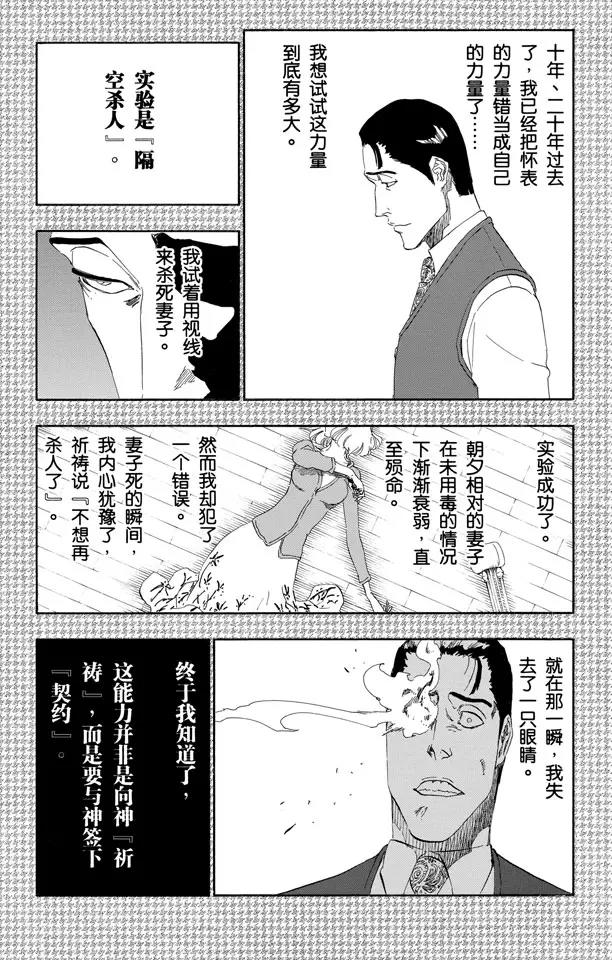 十年、二十年过去
了，我已经把怀表
的力量错当成自己
的力量了……
我想试试这力量
到底有多大。
实验是『隔
空杀人』。
我试着用视线
来杀死妻子。
实验成功了。
朝夕相对的妻子
在未用毒的情况
下渐渐衰弱，直
至殒命。
然而我却犯了
一个错误。
妻子死的瞬间，
我内心犹豫了，
祈祷说『不想再
杀人了』。
就在那一瞬，我失
去了一只眼睛。
终于我知道了，
这能力并非是向神『祈
祷』，而是要与神签下
『契约』。